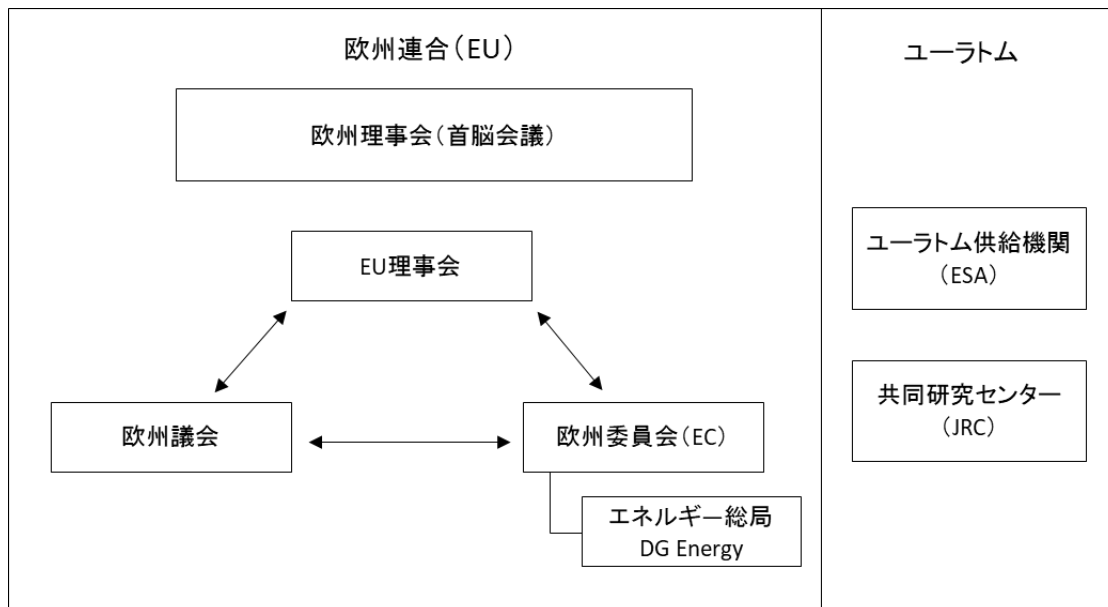 欧州連合（EU）
ユーラトム
欧州理事会（首脳会議）
EU理事会
ユーラトム供給機関
（ESA）
欧州議会
欧州委員会（EC）
共同研究センター
（JRC）
エネルギー総局
DG Energy